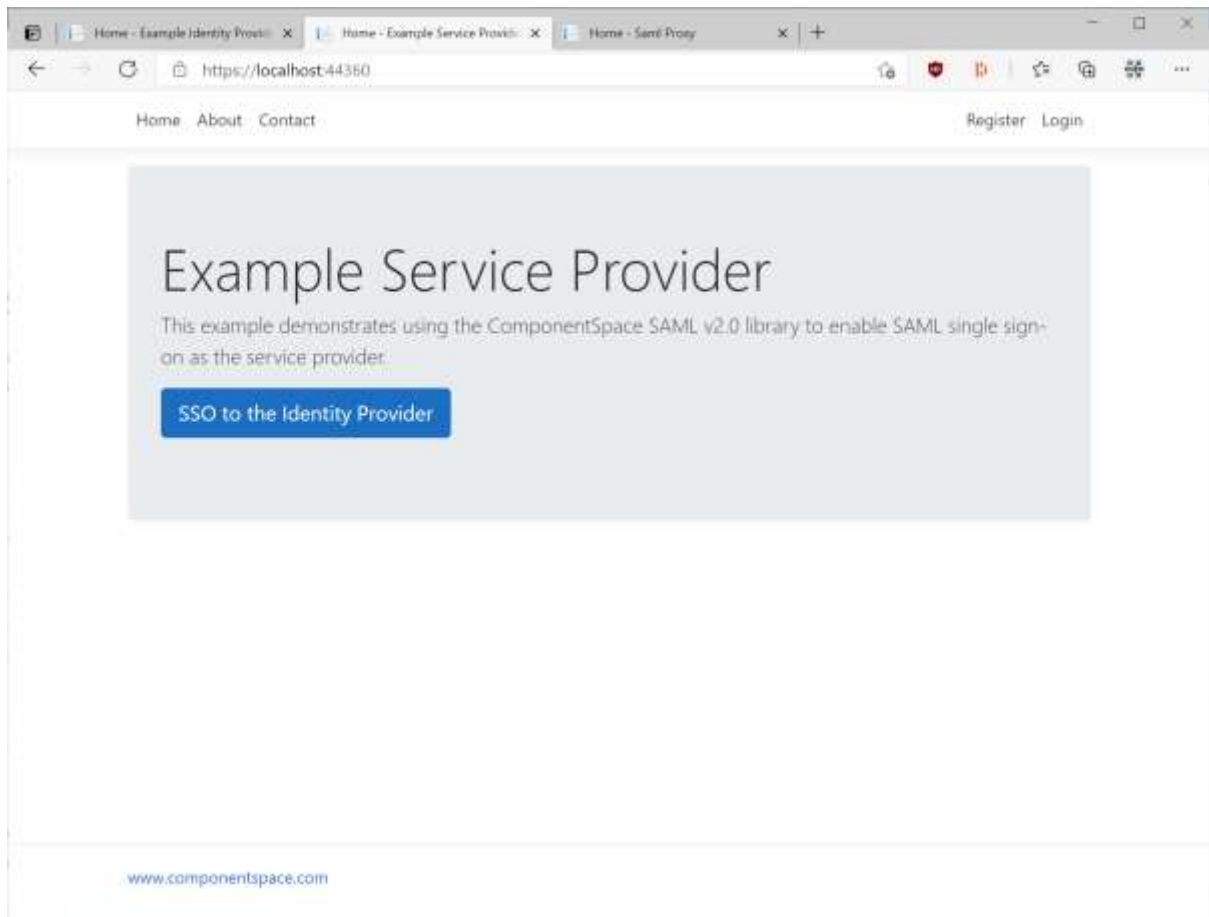 Home - Example Identity Provid
Home - Example Service Provid
Home - Saml Proxy
https://localhost:44360
Home About Contact
Register Login
Example Service Provider
This example demonstrates using the ComponentSpace SAML v2.0 library to enable SAML single sign-
on as the service provider.
SSO to the Identity Provider
www.componentspace.com